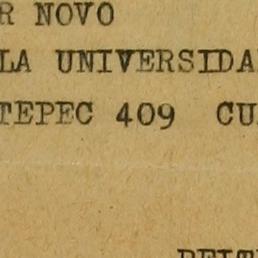 R NOVO
LA UNIVERSIDA
TEPEC 409 CU